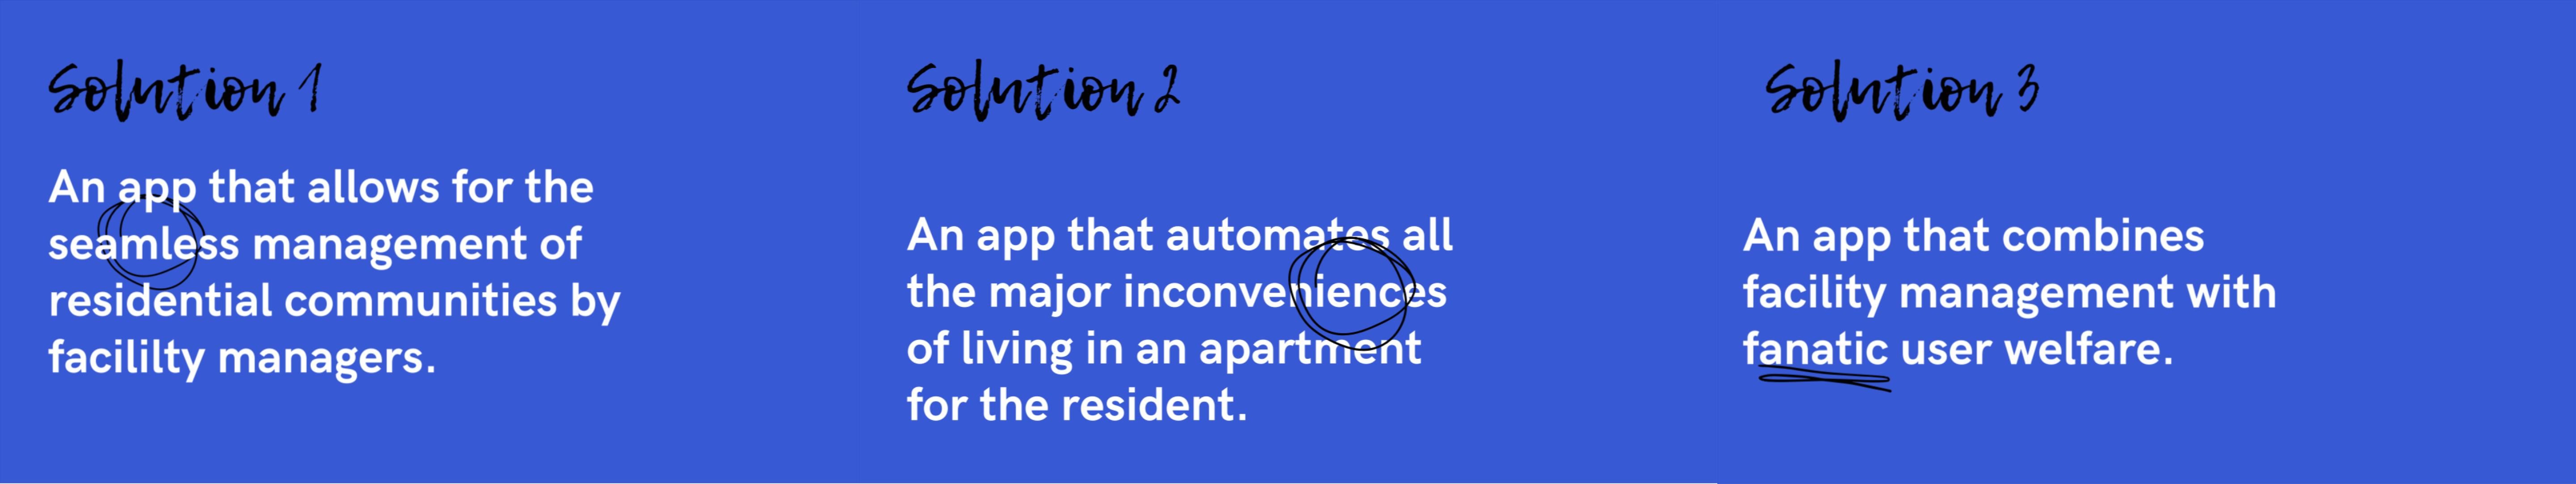 Solution 1
An app that allows for the
seamless management of
residential communities by
facililty managers.
Solution 2
An app that automates all
the major inconveniences
of living in an apartment
for the resident.
Solution 3
An app that combines
facility management with
fanatic user welfare.